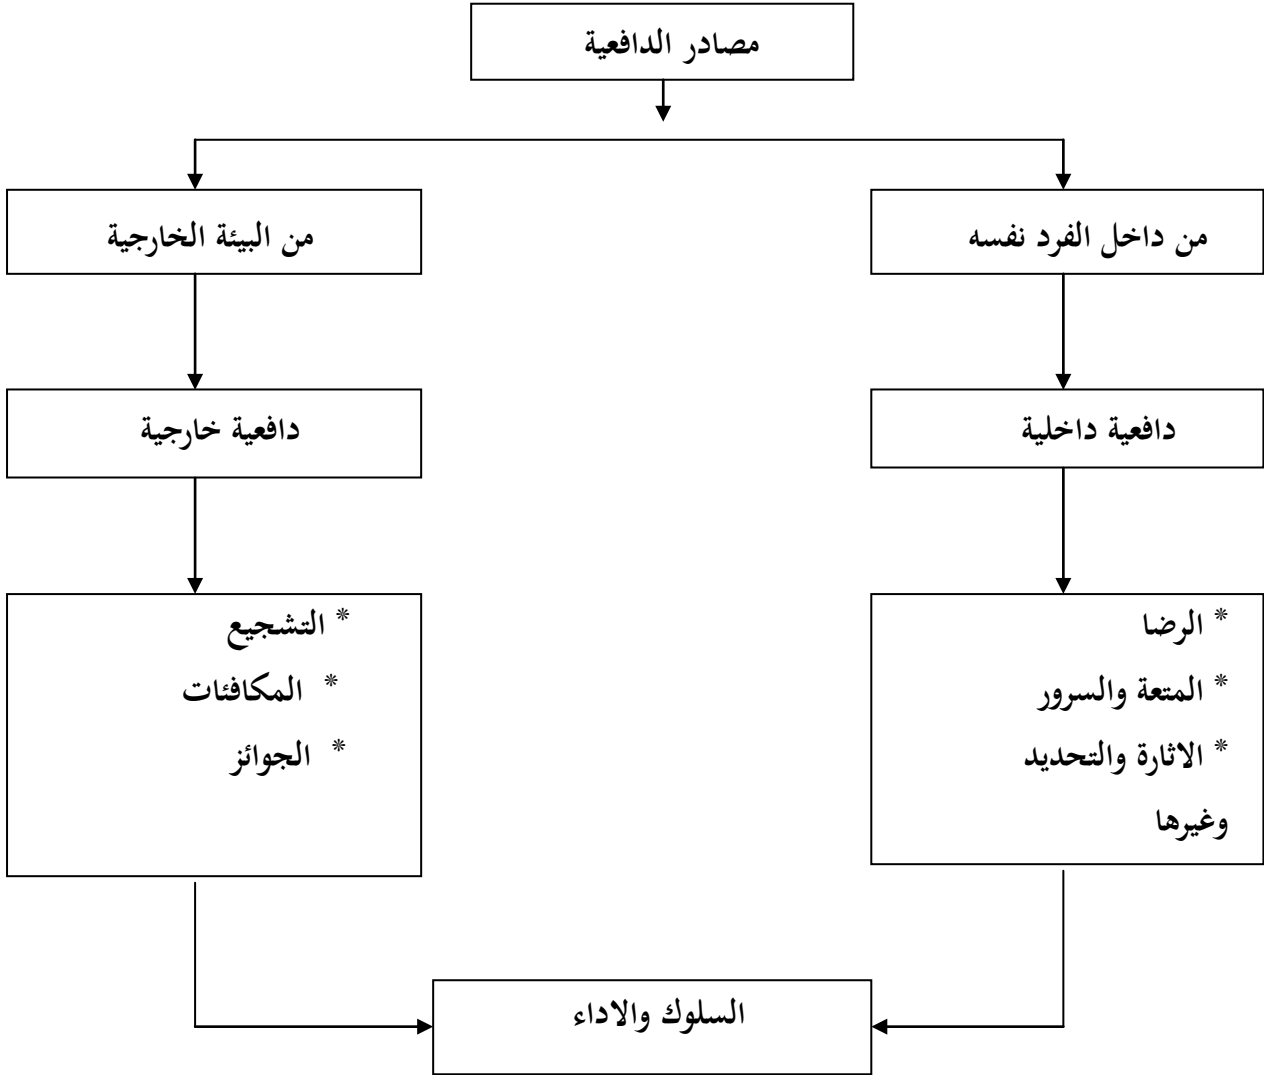 مصادر الدافعية
من داخل الفرد نفسه
من البيئة الخارجية
دافعية داخلية
دافعية خارجية
* الرضا
* المتعة والسرور
* الاثارة والتحديد
وغيرها
* التشجيع
* المكافئات
* الجوائز
السلوك والاداء